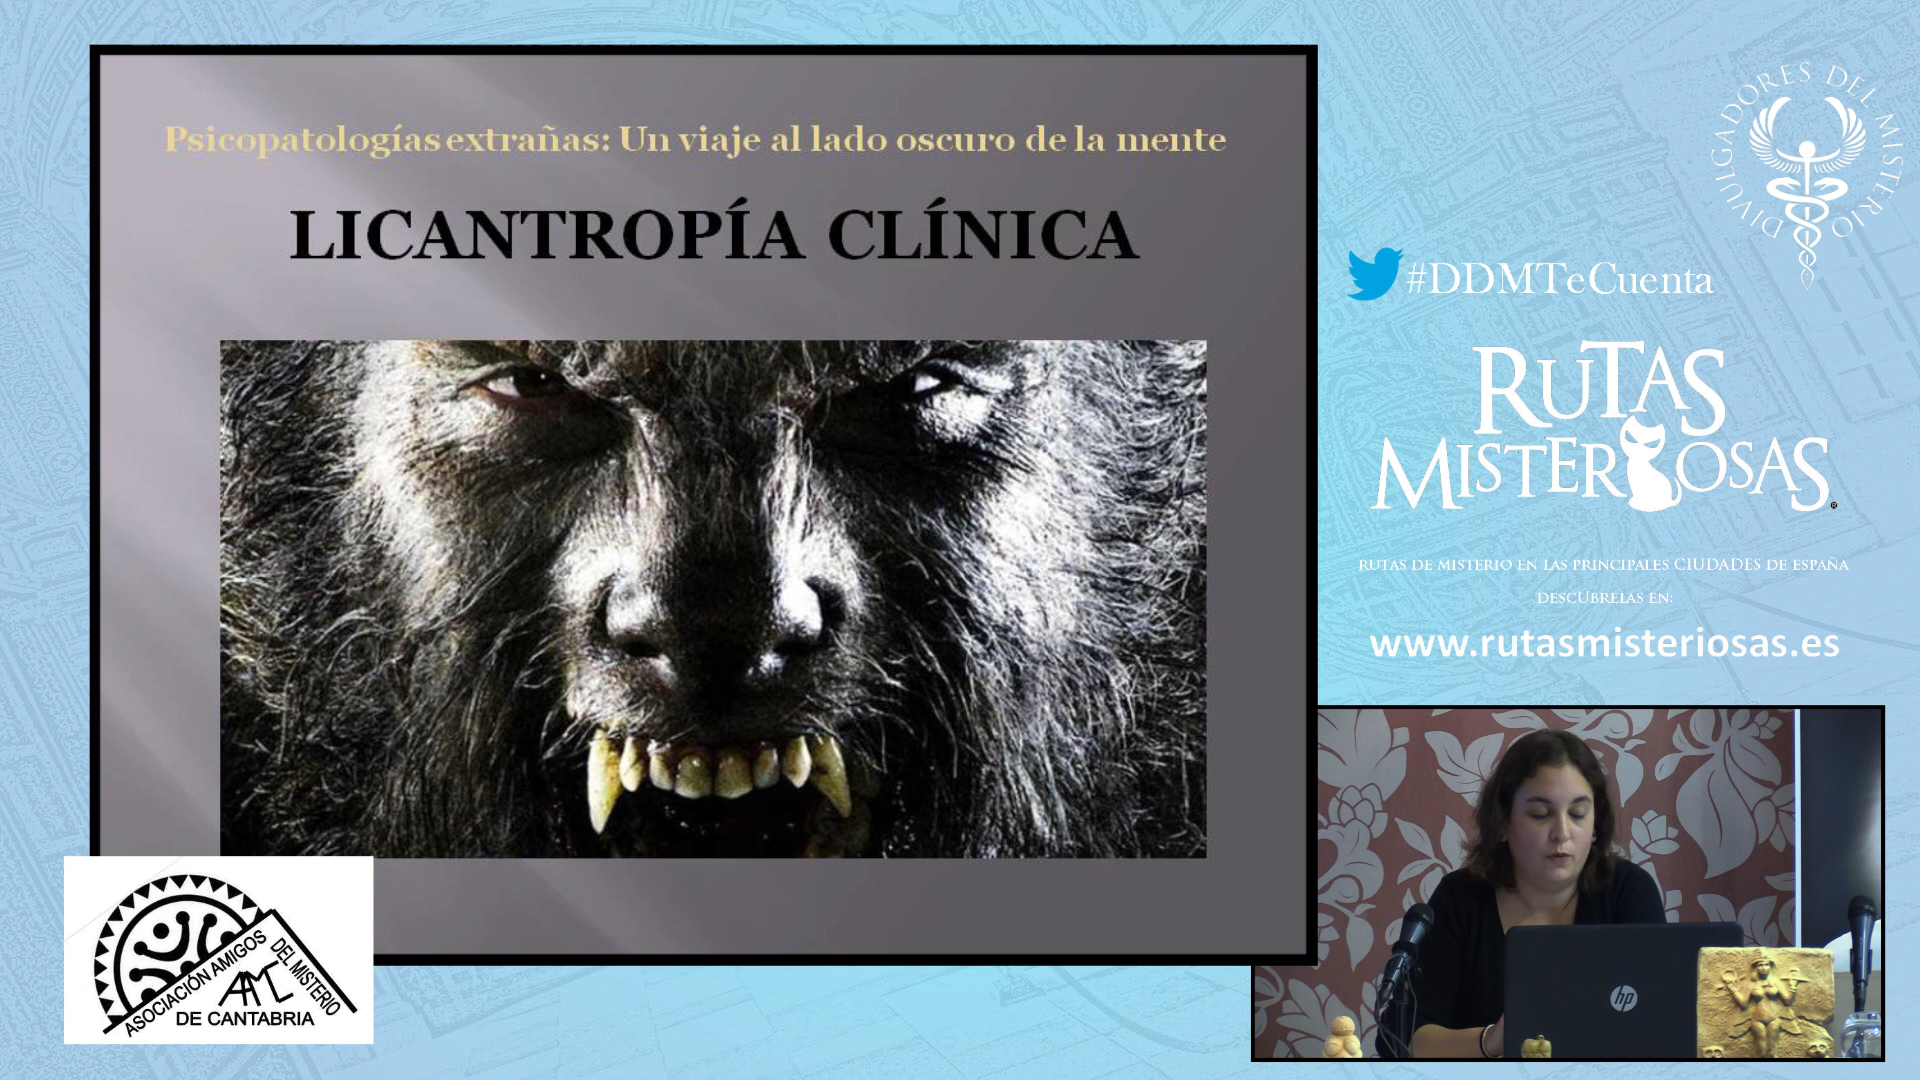 Psicopatologías extrañas: Un viaje al lado oscuro de la mente
LICANTROPÍA CLÍNICA
DIVULGADORES DEL MISTERIO
#DDMTeCuenta
RUTAS
MISTERIOSAS®
RUTAS DE MISTERIO EN LAS PRINCIPALES CIUDADES DE ESPAÑA
DESCÚBRELAS EN:
www.rutasmisteriosas.es
ASOCIACIÓN AMIGOS
DEL MISTERIO
AMC
DE CANTABRIA
hp